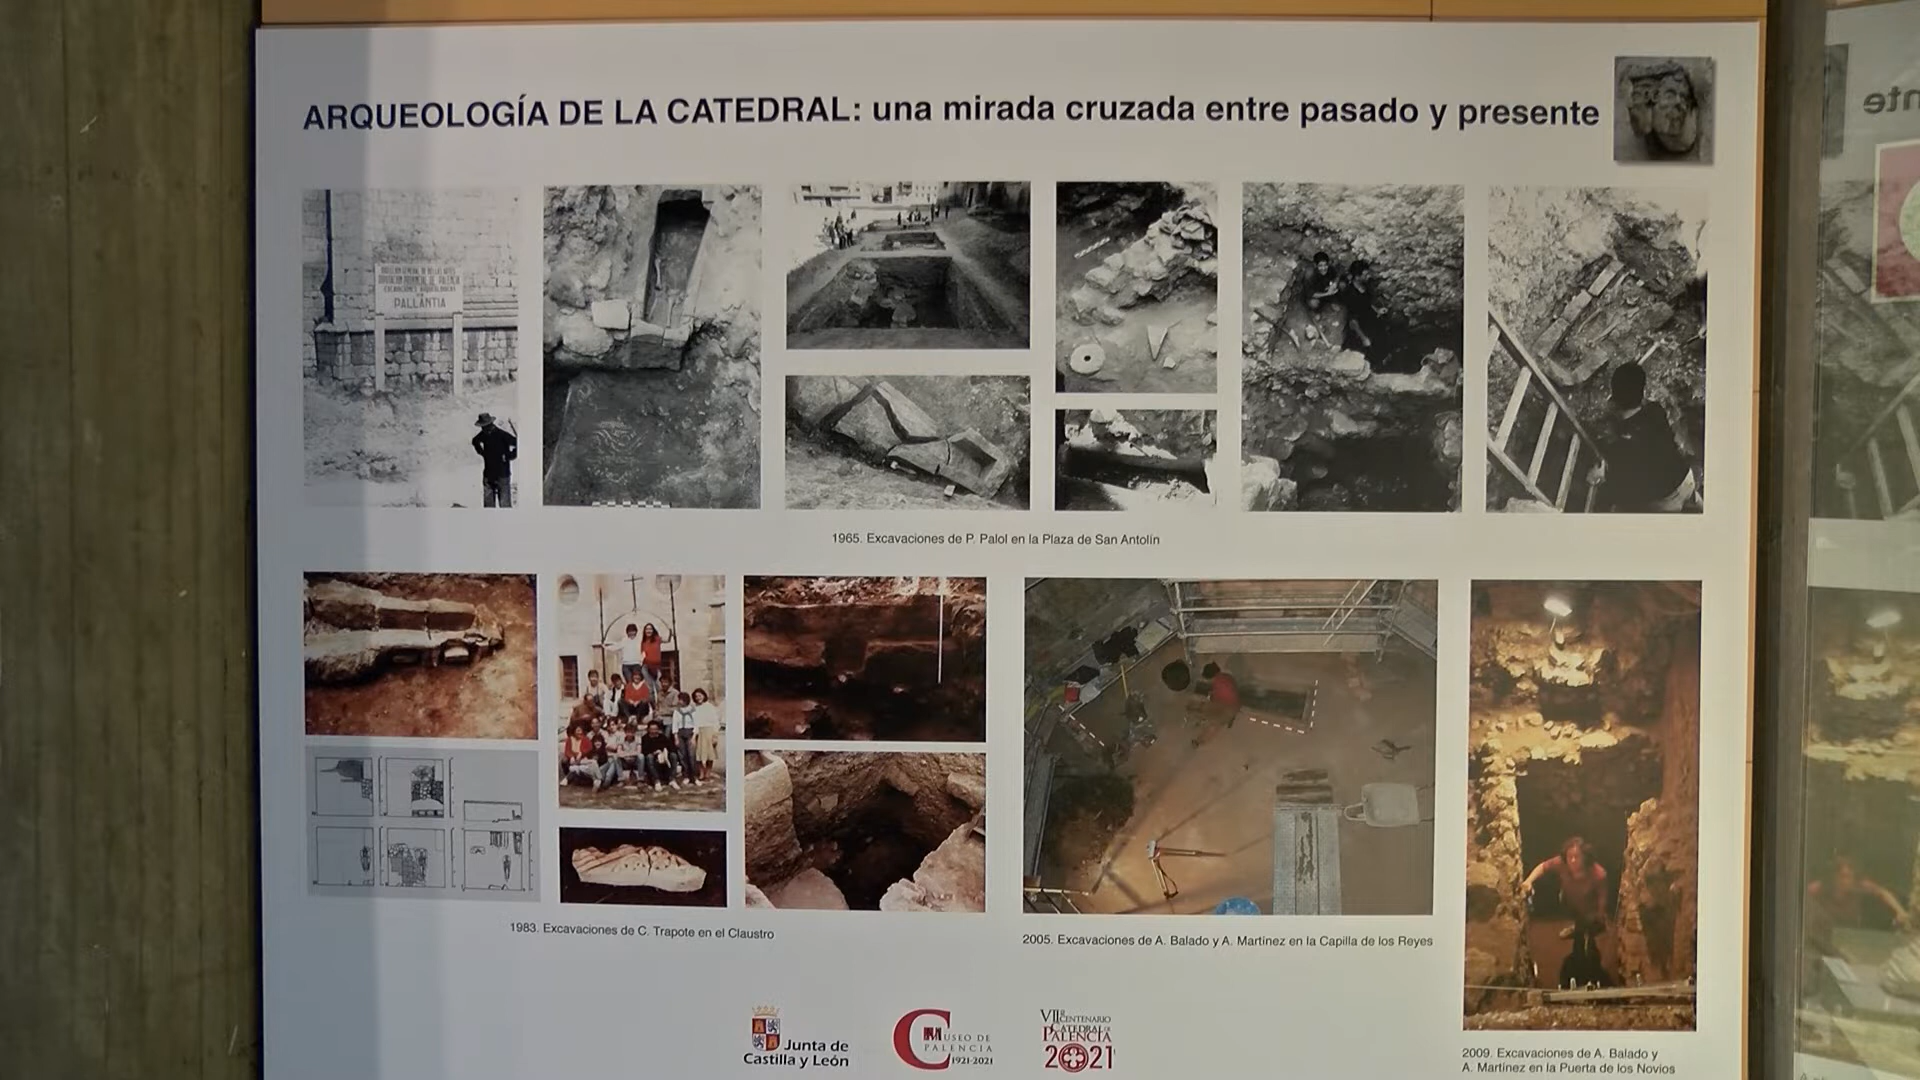 ARQUEOLOGÍA DE LA CATEDRAL: una mirada cruzada entre pasado y presente
PALLANTIA
1965. Excavaciones de P. Palol en la Plaza de San Antolín
1983. Excavaciones de C. Trapote en el Claustro
2005. Excavaciones de A. Balado y A. Martínez en la Capilla de los Reyes
2009. Excavaciones de A. Balado y
A. Martínez en la Puerta de los Novios
Junta de
Castilla y León
MUSEO DE
PALENCIA
1921-2021
VII CENTENARIO
CATEDRAL DE
PALENCIA
2021